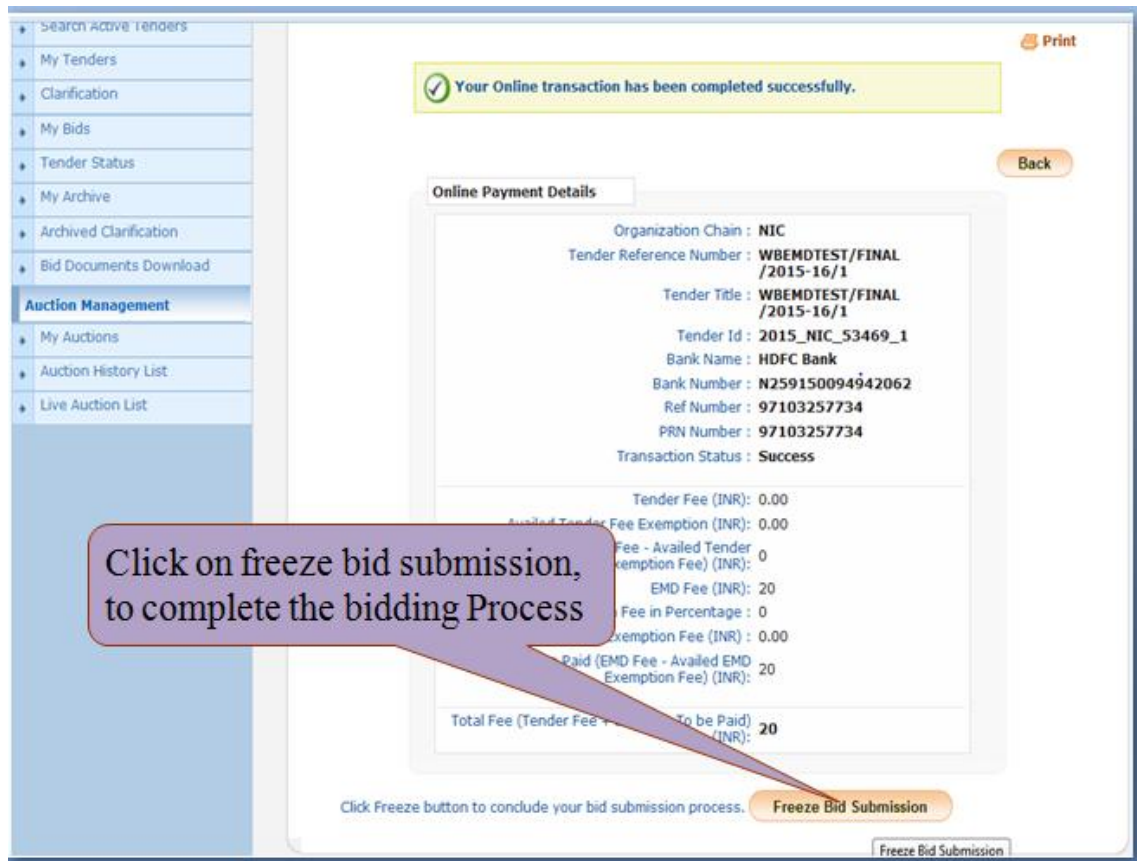 Search Active Tenders
Print
My Tenders
Your Online transaction has been completed successfully.
Clarification
My Bids
Tender Status
Back
My Archive
Online Payment Details
Archived Clarification
Organization Chain : NIC
Bid Documents Download
Tender Reference Number : WBEMDTEST/FINAL
/2015-16/1
Auction Management
Tender Title : WBEMDTEST/FINAL
/2015-16/1
My Auctions
Tender Id : 2015_NIC_53469_1
Bank Name : HDFC Bank
Auction History List
Bank Number : N259150094942062
Live Auction List
Ref Number : 97103257734
PRN Number : 97103257734
Transaction Status : Success
Tender Fee (INR): 0.00
Availed Tender Fee Exemption (INR): 0.00
Fee - Availed Tender
Fee) (INR): 0
EMD Fee (INR): 20
Fee in Percentage : 0
Fee (INR) : 0.00
Paid (EMD Fee - Availed EMD
Exemption Fee) (INR): 20
Total Fee (Tender Fee + To be Paid)
(INR): 20
Click on freeze bid submission,
to complete the bidding Process
Click Freeze button to conclude your bid submission process. Freeze Bid Submission
Freeze Bid Submission